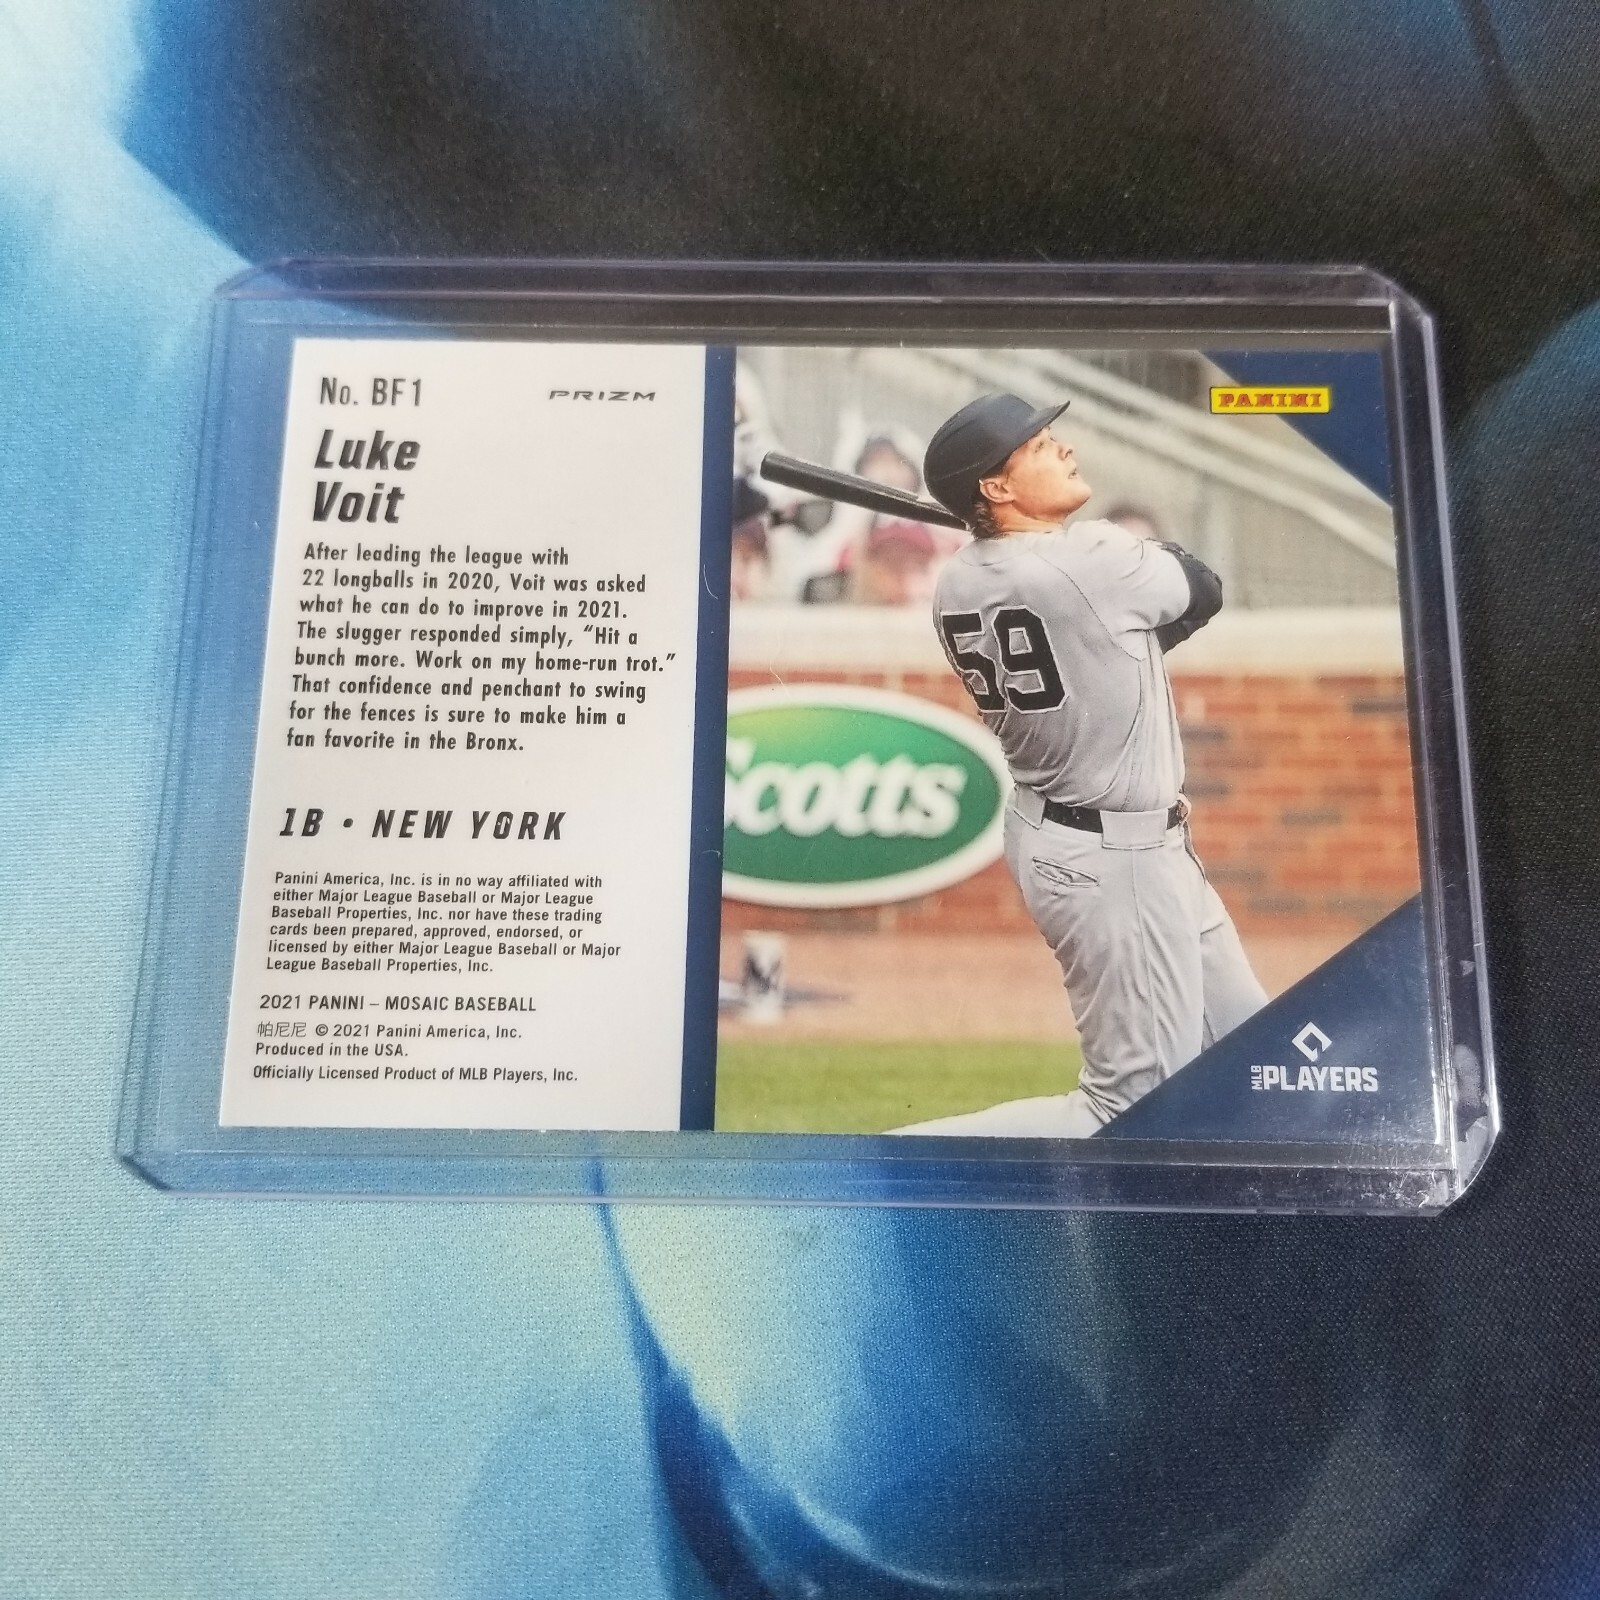 No. BF1
PRIZM
Luke
Voit
After leading the league with
22 longballs in 2020, Voit was asked
what he can do to improve in 2021.
The slugger responded simply, “Hit a
bunch more. Work on my home-run trot.”
That confidence and penchant to swing
for the fences is sure to make him a
fan favorite in the Bronx.
1B • NEW YORK
Panini America, Inc. is in no way affiliated with
either Major League Baseball or Major League
Baseball Properties, Inc. nor have these trading
cards been prepared, approved, endorsed, or
licensed by either Major League Baseball or Major
League Baseball Properties, Inc.
2021 PANINI – MOSAIC BASEBALL
帕尼尼 © 2021 Panini America, Inc.
Produced in the USA.
Officially Licensed Product of MLB Players, Inc.
PANINI
59
Scotts
MLB PLAYERS